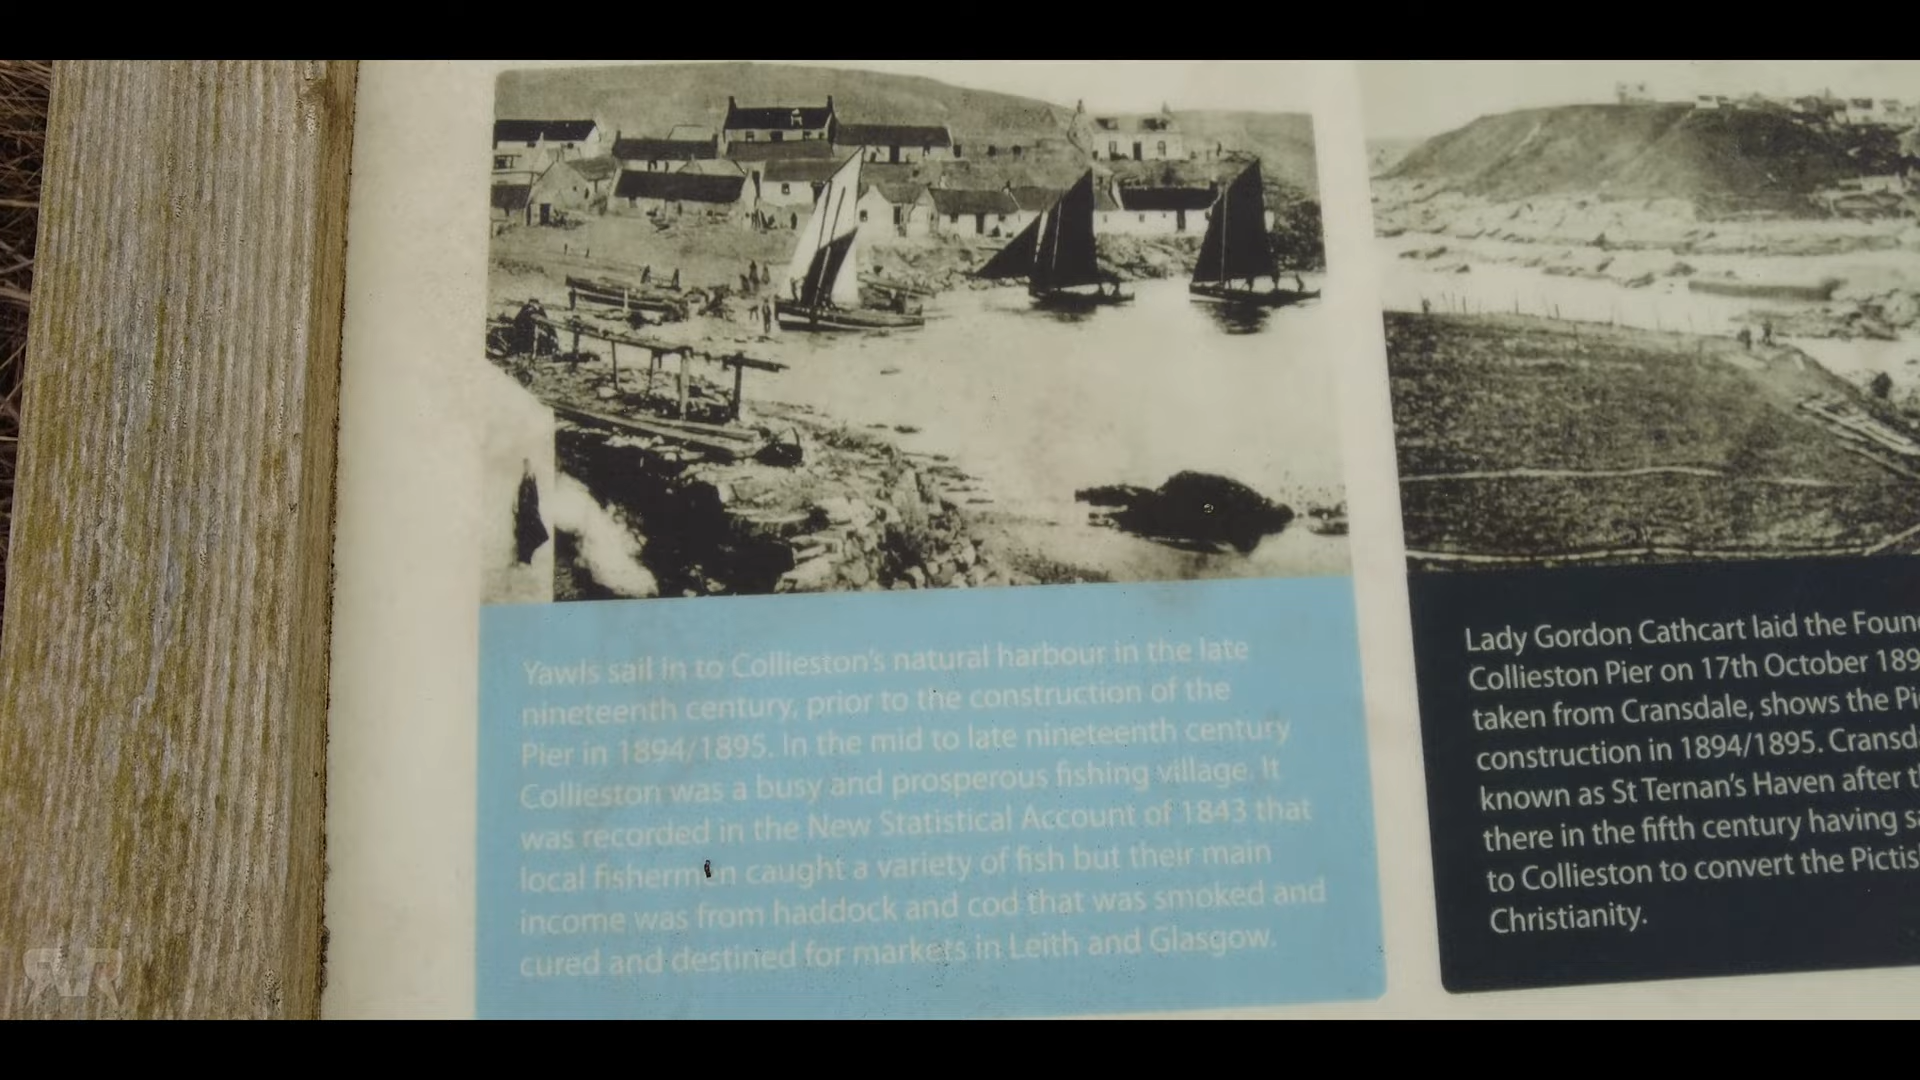 Yawls sail in to Collieston's natural harbour in the late
nineteenth century, prior to the construction of the
Pier in 1894/1895. In the mid to late nineteenth century
Collieston was a busy and prosperous fishing village. It
was recorded in the New Statistical Account of 1843 that
local fishermen caught a variety of fish but their main
income was from haddock and cod that was smoked and
cured and destined for markets in Leith and Glasgow.
Lady Gordon Cathcart laid the Foun
Collieston Pier on 17th October 189
taken from Cransdale, shows the Pi
construction in 1894/1895. Cransd
known as St Ternan's Haven after t
there in the fifth century having s
to Collieston to convert the Pictis
Christianity.